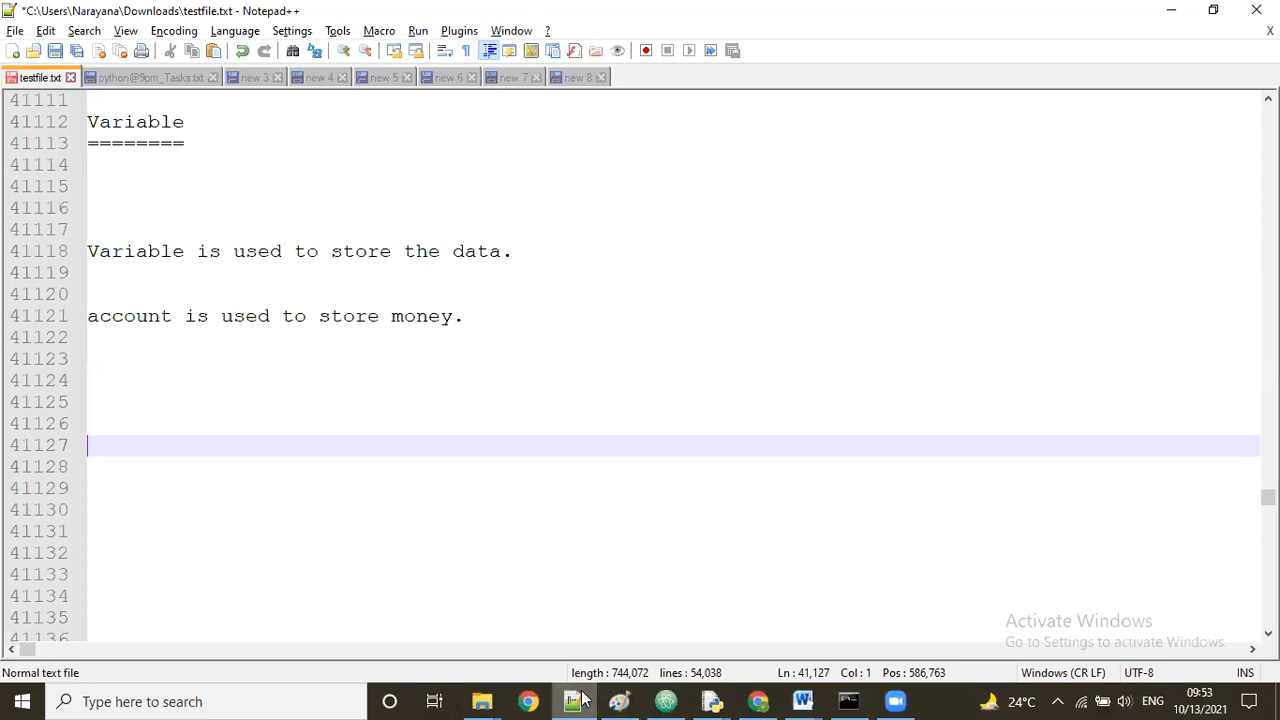 *C:\Users\Narayana\Downloads\testfile.txt - Notepad++
File Edit Search View Encoding Language Settings Tools Macro Run Plugins Window ? X
testfile.txt python@9pm_Tasks.txt new 3 new 4 new 5 new 6 new 7 new 8
41111
41112 Variable
41113 ========
41114
41115
41116
41117
41118 Variable is used to store the data.
41119
41120
41121 account is used to store money.
41122
41123
41124
41125
41126
41127
41128
41129
41130
41131
41132
41133
41134
41135
41136
Activate Windows
Go to Settings to activate Windows.
Normal text file length : 744,072 lines : 54,038 Ln : 41,127 Col : 1 Pos : 586,763 Windows (CR LF) UTF-8 INS
Type here to search 24°C ENG 09:53
10/13/2021